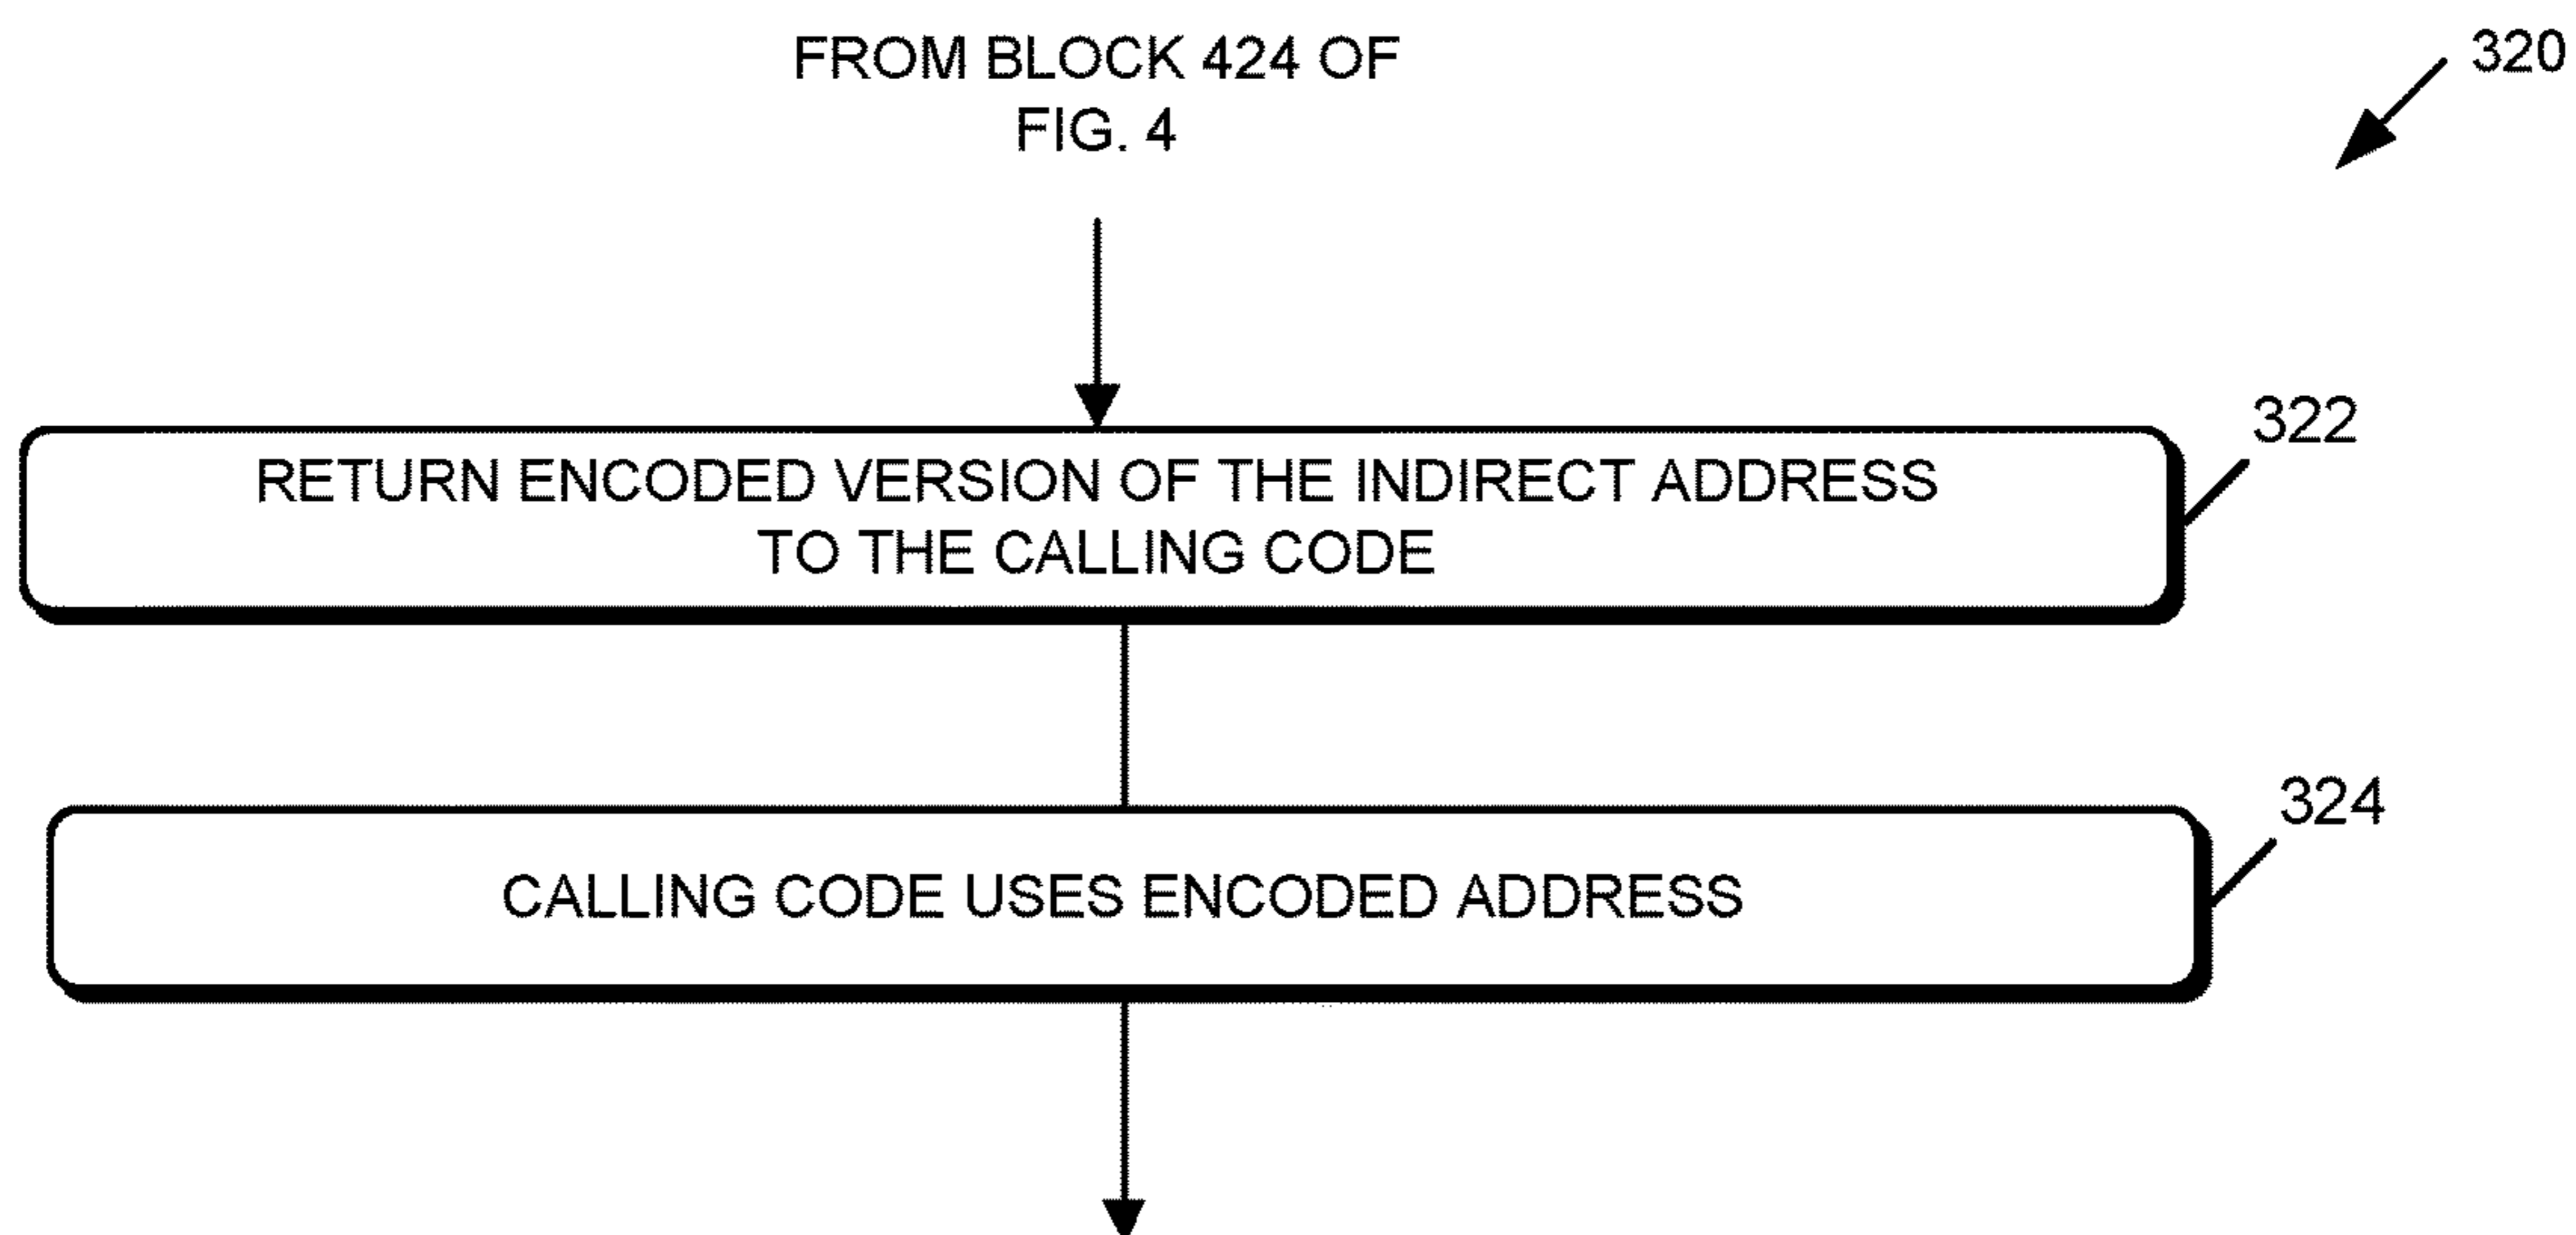 FROM BLOCK 424 OF
FIG. 4
320
322
RETURN ENCODED VERSION OF THE INDIRECT ADDRESS
TO THE CALLING CODE
324
CALLING CODE USES ENCODED ADDRESS